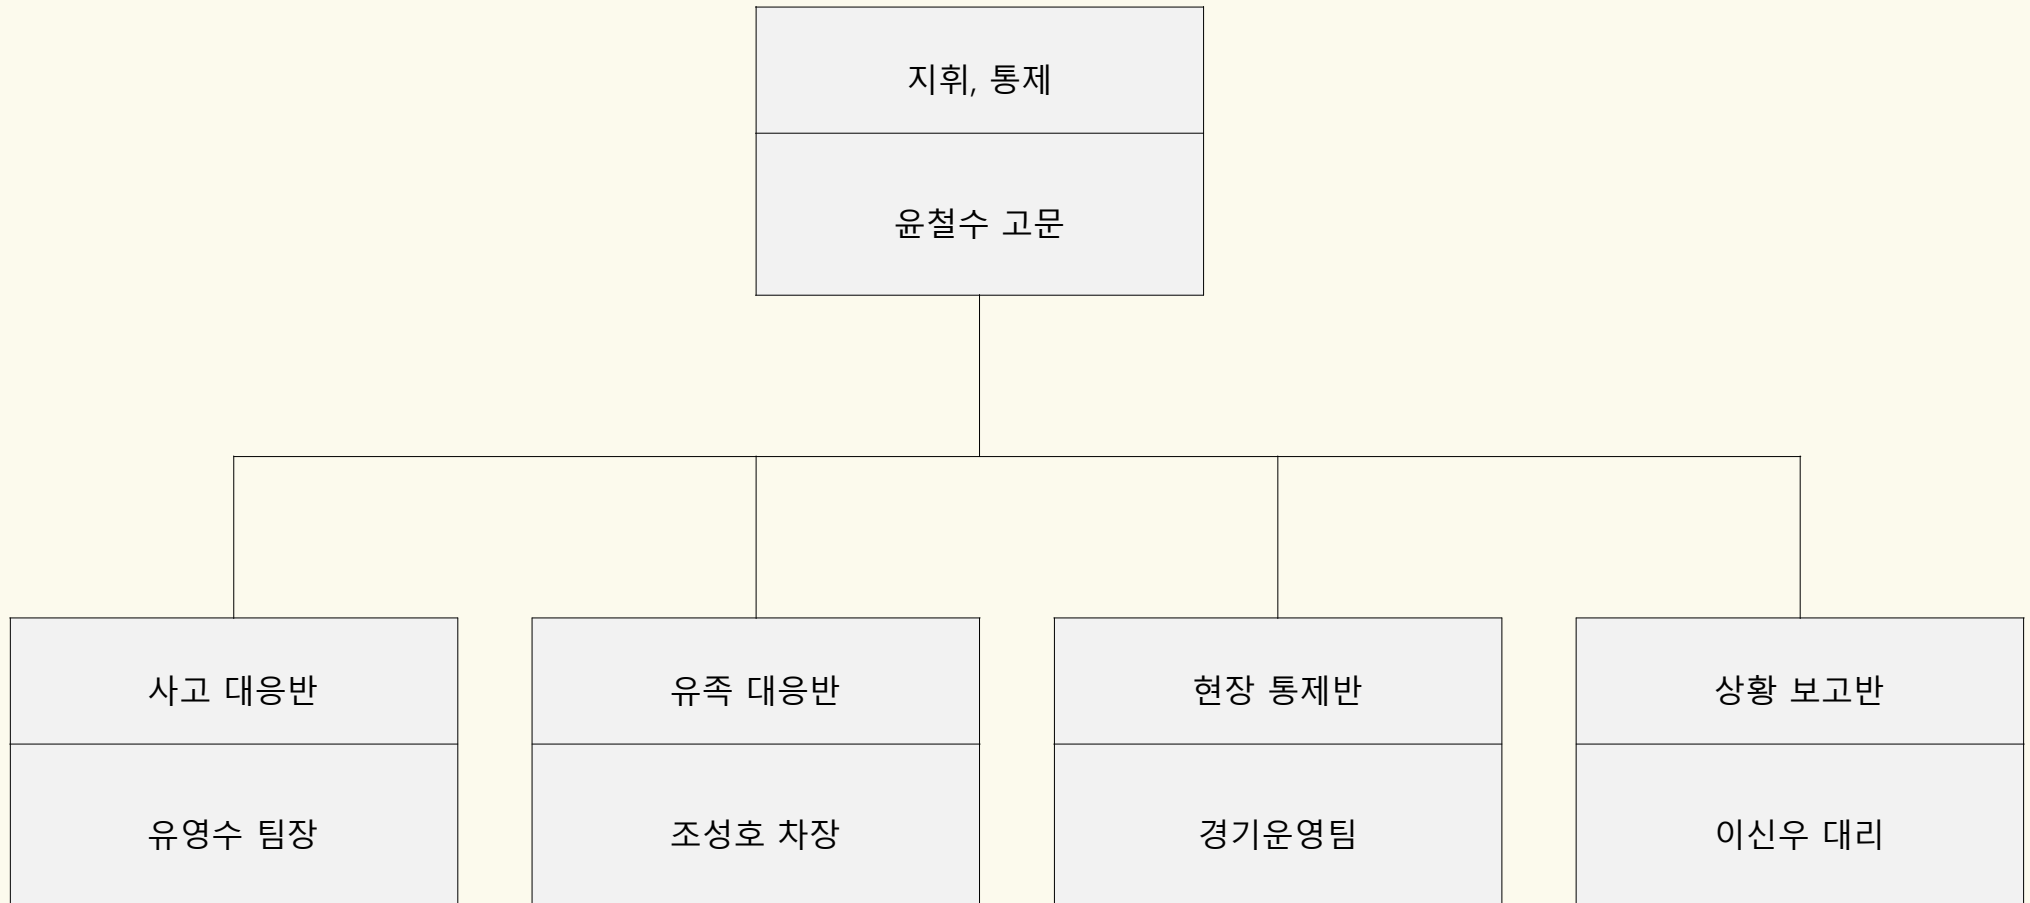 지휘, 통제
윤철수 고문
사고 대응반
유족 대응반
현장 통제반
상황 보고반
유영수 팀장
조성호 차장
경기운영팀
이신우 대리